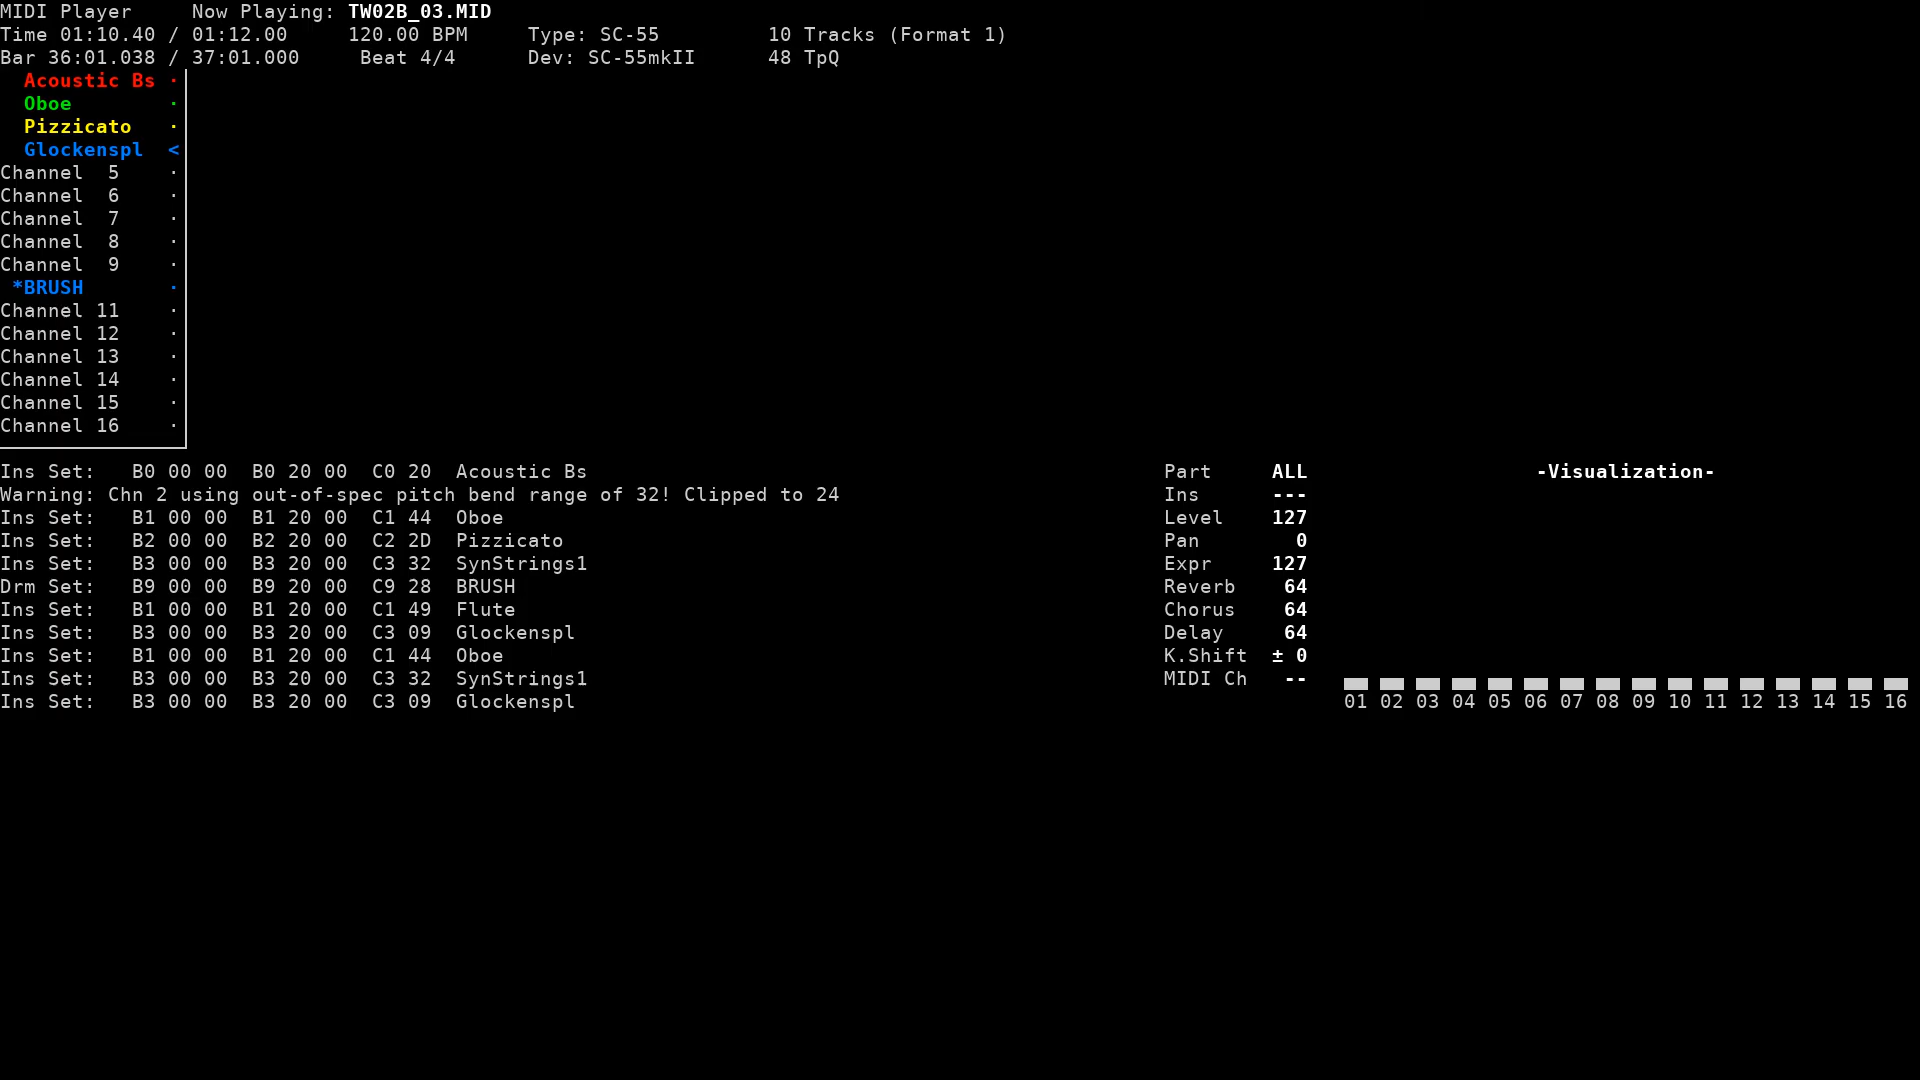 MIDI Player     Now Playing: TW02B_03.MID
Time 01:10.40 / 01:12.00     120.00 BPM     Type: SC-55         10 Tracks (Format 1)
Bar 36:01.038 / 37:01.000     Beat 4/4      Dev: SC-55mkII      48 TpQ
Acoustic Bs ·
Oboe ·
Pizzicato ·
Glockenspl <
Channel  5 ·
Channel  6 ·
Channel  7 ·
Channel  8 ·
Channel  9 ·
*BRUSH ·
Channel 11 ·
Channel 12 ·
Channel 13 ·
Channel 14 ·
Channel 15 ·
Channel 16 ·
Ins Set:   B0 00 00  B0 20 00  C0 20  Acoustic Bs
Warning: Chn 2 using out-of-spec pitch bend range of 32! Clipped to 24
Ins Set:   B1 00 00  B1 20 00  C1 44  Oboe
Ins Set:   B2 00 00  B2 20 00  C2 2D  Pizzicato
Ins Set:   B3 00 00  B3 20 00  C3 32  SynStrings1
Drm Set:   B9 00 00  B9 20 00  C9 28  BRUSH
Ins Set:   B1 00 00  B1 20 00  C1 49  Flute
Ins Set:   B3 00 00  B3 20 00  C3 09  Glockenspl
Ins Set:   B1 00 00  B1 20 00  C1 44  Oboe
Ins Set:   B3 00 00  B3 20 00  C3 32  SynStrings1
Ins Set:   B3 00 00  B3 20 00  C3 09  Glockenspl
Part     ALL
Ins      ---
Level    127
Pan        0
Expr     127
Reverb    64
Chorus    64
Delay     64
K.Shift  ± 0
MIDI Ch   --
-Visualization-
01 02 03 04 05 06 07 08 09 10 11 12 13 14 15 16